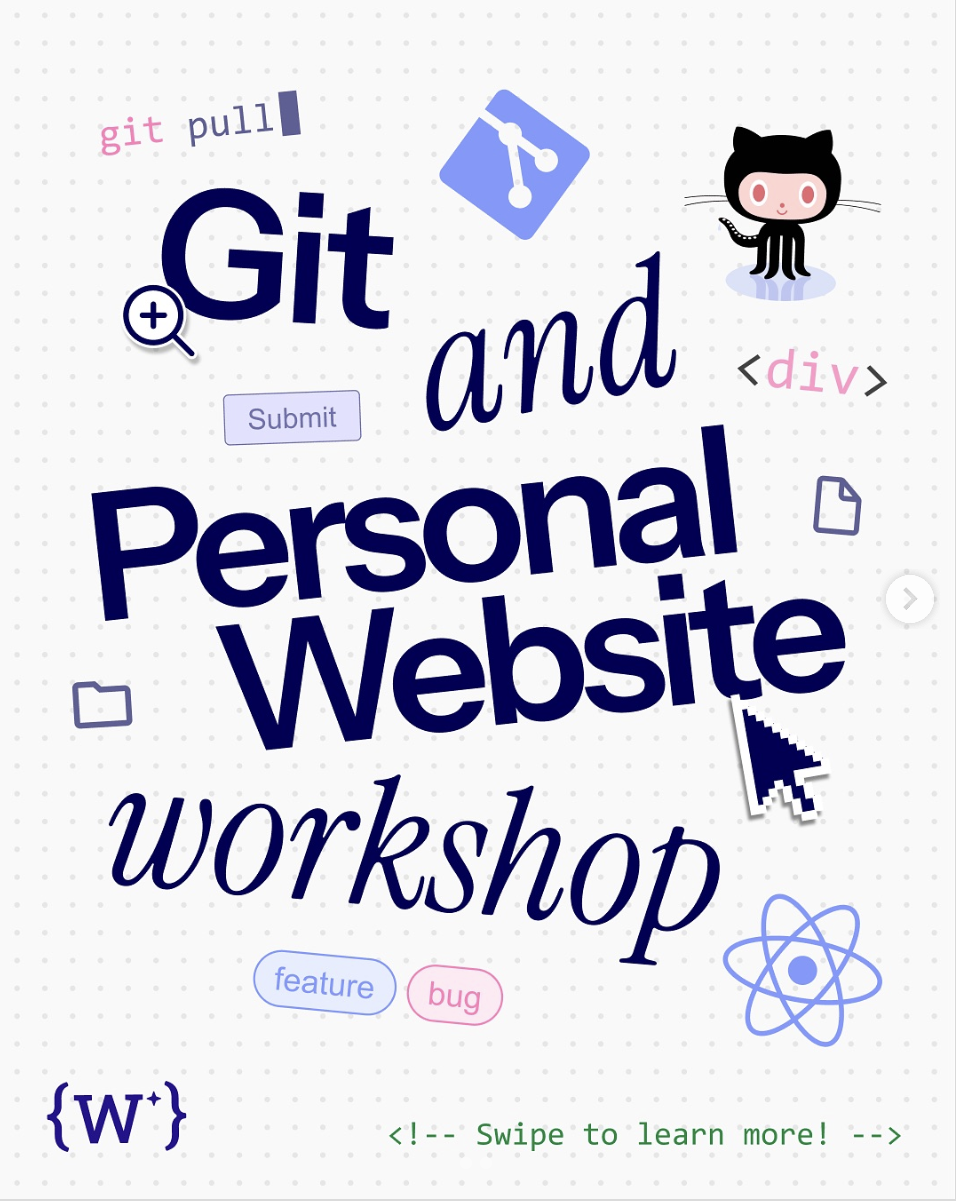 git pull
Git
and
<div>
Submit
Personal
Website
workshop
feature
bug
{W}
<!-- Swipe to learn more! -->